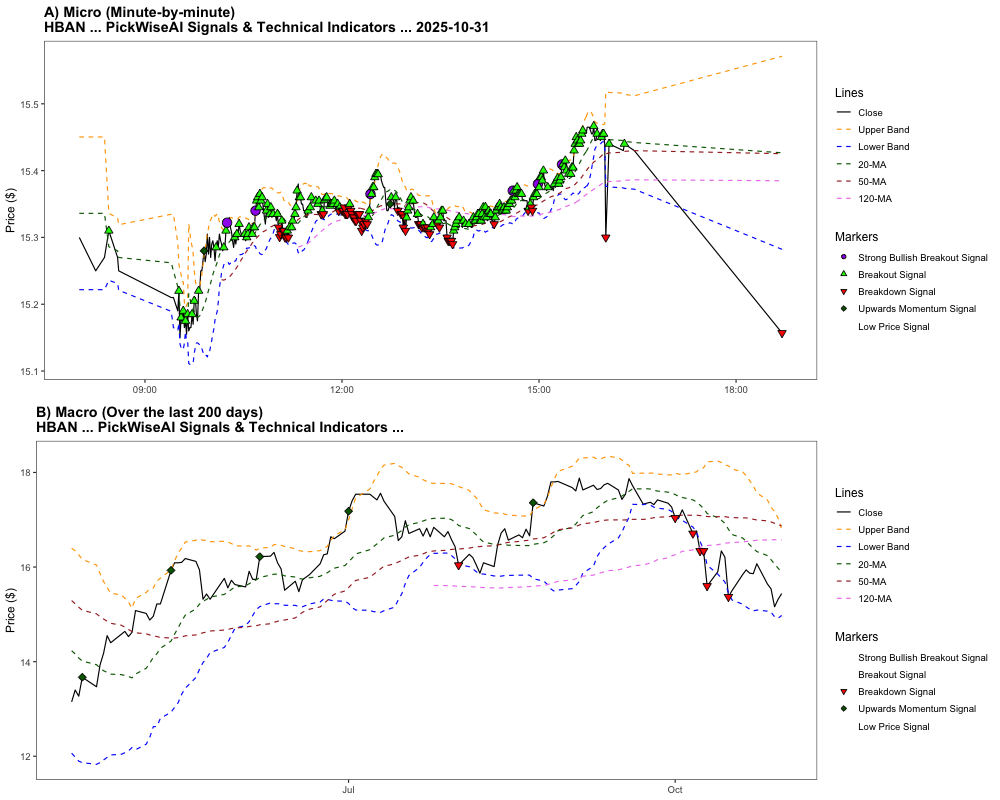 A) Micro (Minute-by-minute)
HBAN ... PickWiseAI Signals & Technical Indicators ... 2025-10-31
Price ($)
15.5
15.4
15.3
15.2
15.1
09:00
12:00
15:00
18:00
Lines
Close
Upper Band
Lower Band
20-MA
50-MA
120-MA
Markers
Strong Bullish Breakout Signal
Breakout Signal
Breakdown Signal
Upwards Momentum Signal
Low Price Signal
B) Macro (Over the last 200 days)
HBAN ... PickWiseAI Signals & Technical Indicators ...
Price ($)
18
16
14
12
Jul
Oct
Lines
Close
Upper Band
Lower Band
20-MA
50-MA
120-MA
Markers
Strong Bullish Breakout Signal
Breakout Signal
Breakdown Signal
Upwards Momentum Signal
Low Price Signal